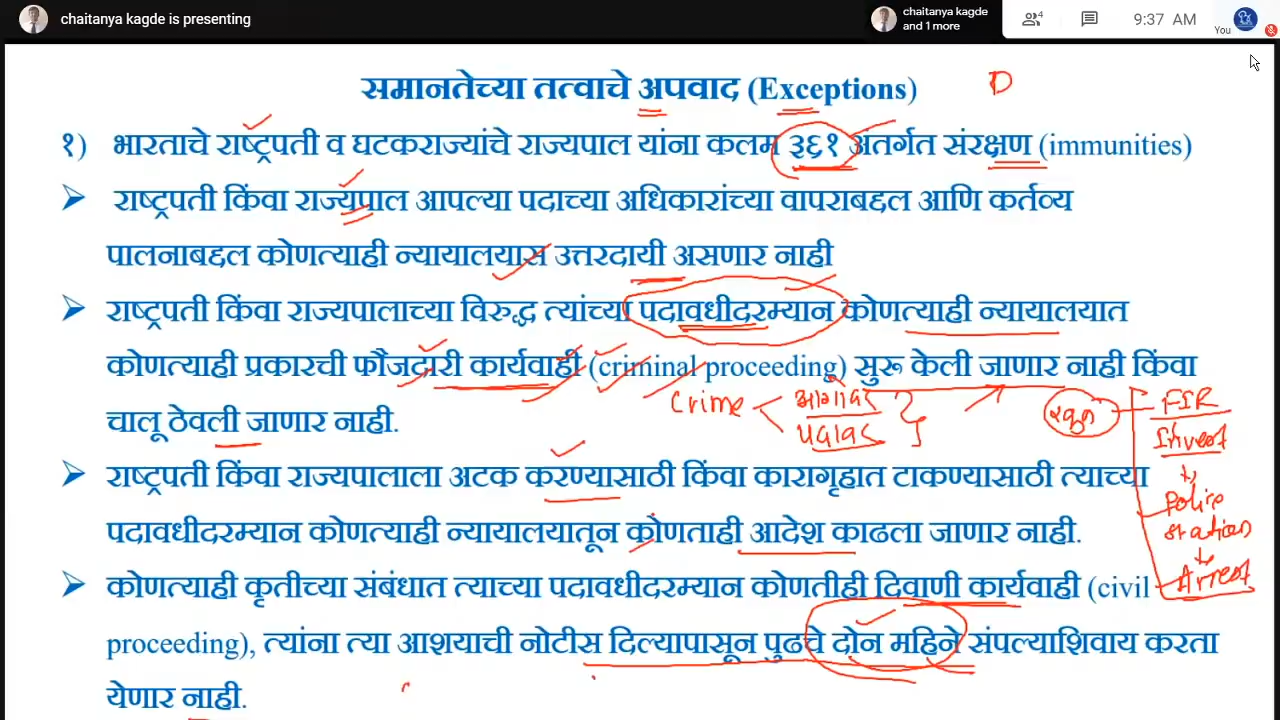 chaitanya kagde is presenting
chaitanya kagde
and 1 more
4
9:37 AM
You
समानतेच्या तत्वाचे अपवाद (Exceptions)
D
१) भारताचे राष्ट्रपती व घटकराज्यांचे राज्यपाल यांना कलम ३६१ अंतर्गत संरक्षण (immunities)
राष्ट्रपती किंवा राज्यपाल आपल्या पदाच्या अधिकारांच्या वापराबद्दल आणि कर्तव्य
पालनाबद्दल कोणत्याही न्यायालयास उत्तरदायी असणार नाही
राष्ट्रपती किंवा राज्यपालाच्या विरुद्ध त्यांच्या पदावधीदरम्यान कोणत्याही न्यायालयात
कोणत्याही प्रकारची फौजदारी कार्यवाही (criminal proceeding) सुरू केली जाणार नाही किंवा
चालू ठेवली जाणार नाही.
Crime
FIR
Invest
Police
station
Arrest
राष्ट्रपती किंवा राज्यपालाला अटक करण्यासाठी किंवा कारागृहात टाकण्यासाठी त्याच्या
पदावधीदरम्यान कोणत्याही न्यायालयातून कोणताही आदेश काढला जाणार नाही.
कोणत्याही कृतीच्या संबंधात त्याच्या पदावधीदरम्यान कोणतीही दिवाणी कार्यवाही (civil
proceeding), त्यांना त्या आशयाची नोटीस दिल्यापासून पुढचे दोन महिने संपल्याशिवाय करता
येणार नाही.